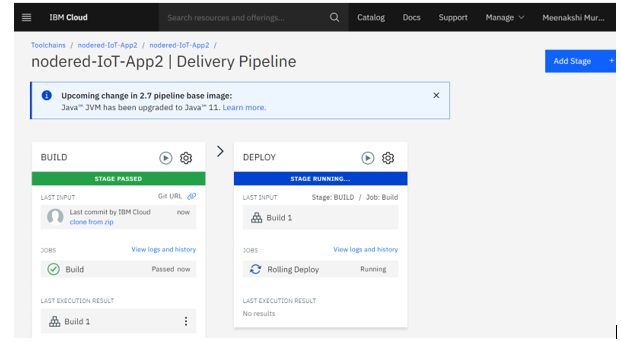 IBM Cloud
Search resources and offerings...
Catalog
Docs
Support
Manage
Meenakshi Mur...
Toolchains / nodered-IoT-App2 / nodered-IoT-App2 /
nodered-IoT-App2 | Delivery Pipeline
Add Stage +
Upcoming change in 2.7 pipeline base image:
Java™ JVM has been upgraded to Java™ 11. Learn more.
BUILD
STAGE PASSED
LAST INPUT
Git URL
Last commit by IBM Cloud
now
clone from zip
JOBS
View logs and history
Build
Passed now
LAST EXECUTION RESULT
Build 1
DEPLOY
STAGE RUNNING...
LAST INPUT
Stage: BUILD / Job: Build
Build 1
JOBS
View logs and history
Rolling Deploy
Running
LAST EXECUTION RESULT
No results